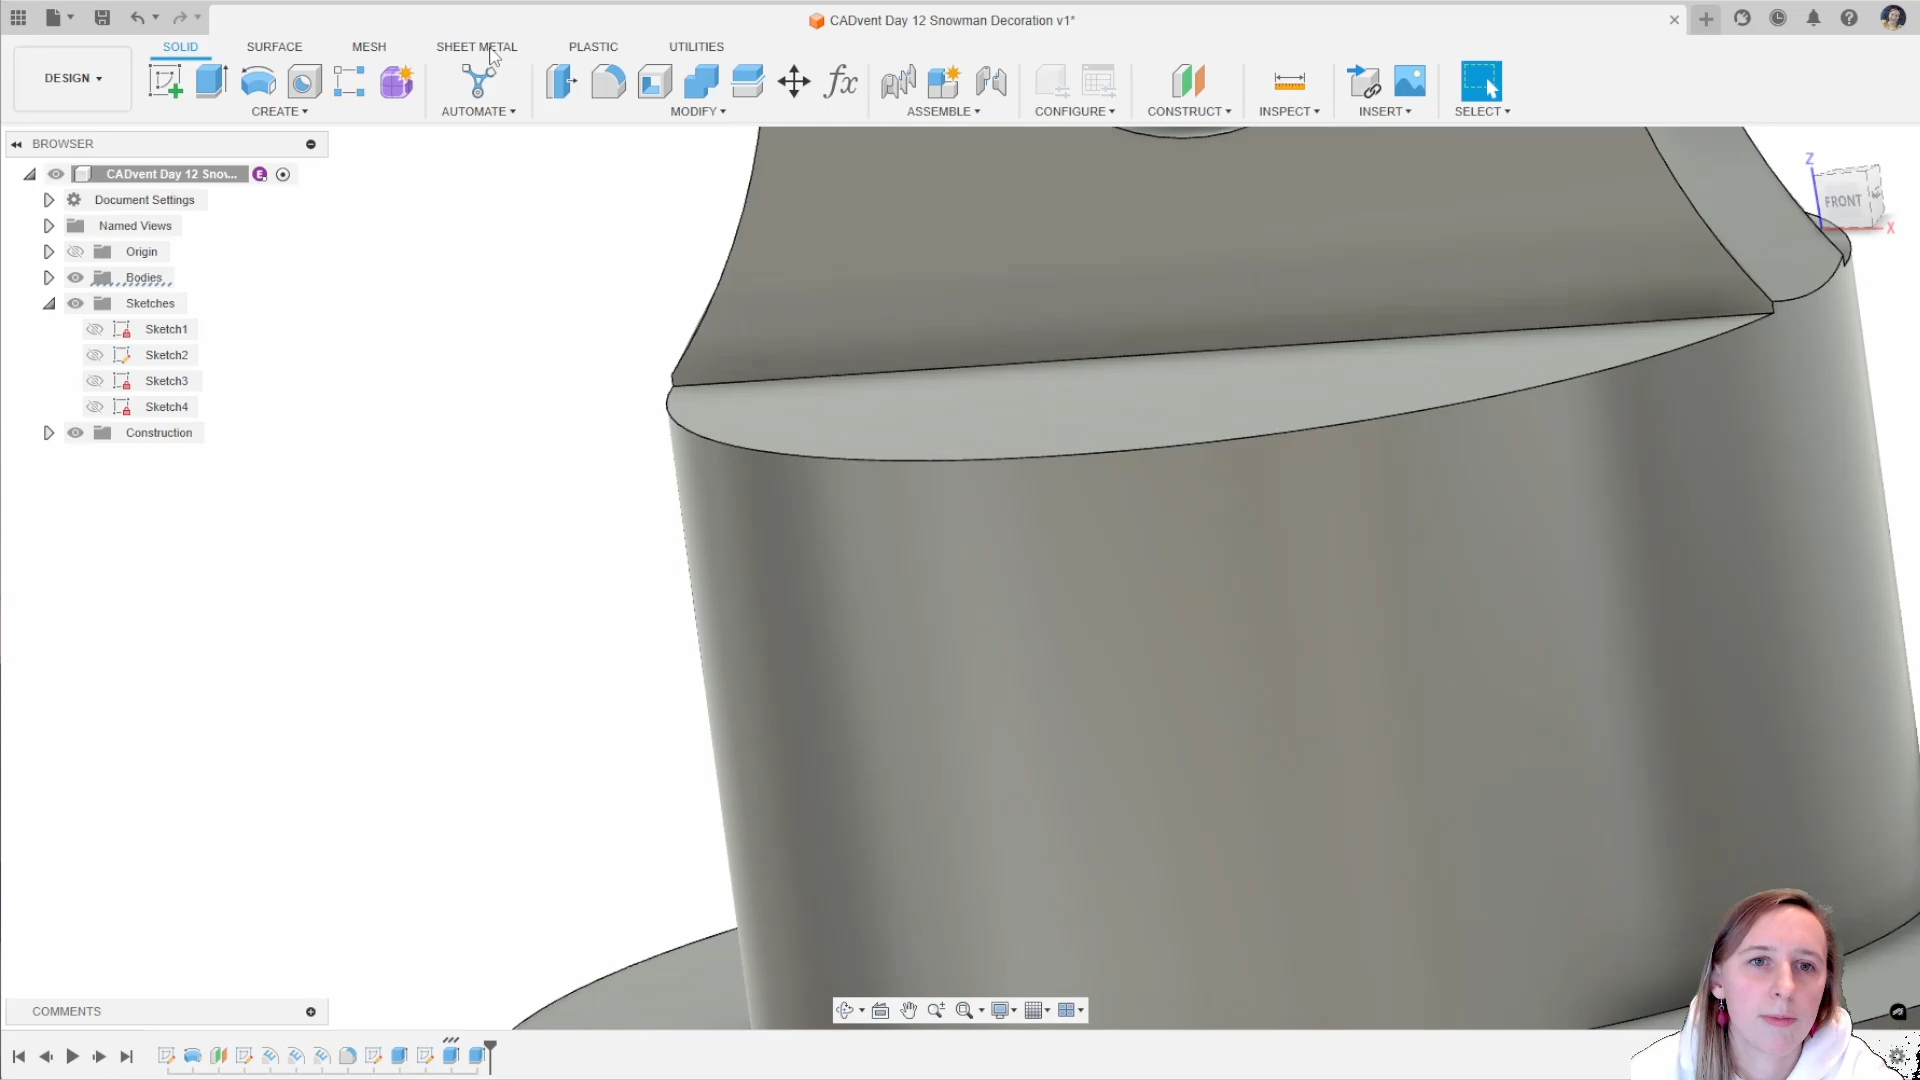 CADvent Day 12 Snowman Decoration v1*
SOLID SURFACE MESH SHEET METAL PLASTIC UTILITIES
DESIGN
CREATE AUTOMATE MODIFY ASSEMBLE CONFIGURE CONSTRUCT INSPECT INSERT SELECT
fx
BROWSER
CADvent Day 12 Snow... E
Document Settings
Named Views
Origin
Bodies
Sketches
Sketch1
Sketch2
Sketch3
Sketch4
Construction
Z
FRONT
X
COMMENTS